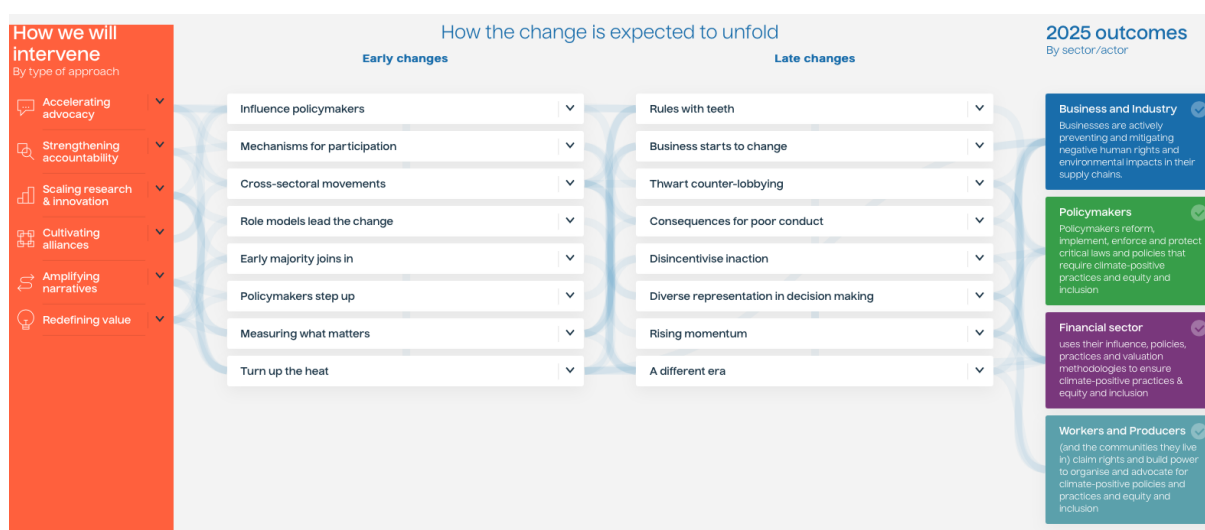 How we will
intervene
By type of approach
Accelerating
advocacy
Strengthening
accountability
Scaling research
& innovation
Cultivating
alliances
Amplifying
narratives
Redefining value
How the change is expected to unfold
Early changes
Influence policymakers
Mechanisms for participation
Cross-sectoral movements
Role models lead the change
Early majority joins in
Policymakers step up
Measuring what matters
Turn up the heat
Late changes
Rules with teeth
Business starts to change
Thwart counter-lobbying
Consequences for poor conduct
Disincentivise inaction
Diverse representation in decision making
Rising momentum
A different era
2025 outcomes
By sector/actor
Business and Industry
Businesses are actively
preventing and mitigating
negative human rights and
environmental impacts in their
supply chains.
Policymakers
Policymakers reform,
implement, enforce and protect
critical laws and policies that
require climate-positive
practices and equity and
inclusion
Financial sector
uses their influence, policies,
practices and valuation
methodologies to ensure
climate-positive practices &
equity and inclusion
Workers and Producers
(and the communities they live
in) claim rights and build power
to organise and advocate for
climate-positive policies and
practices and equity and
inclusion